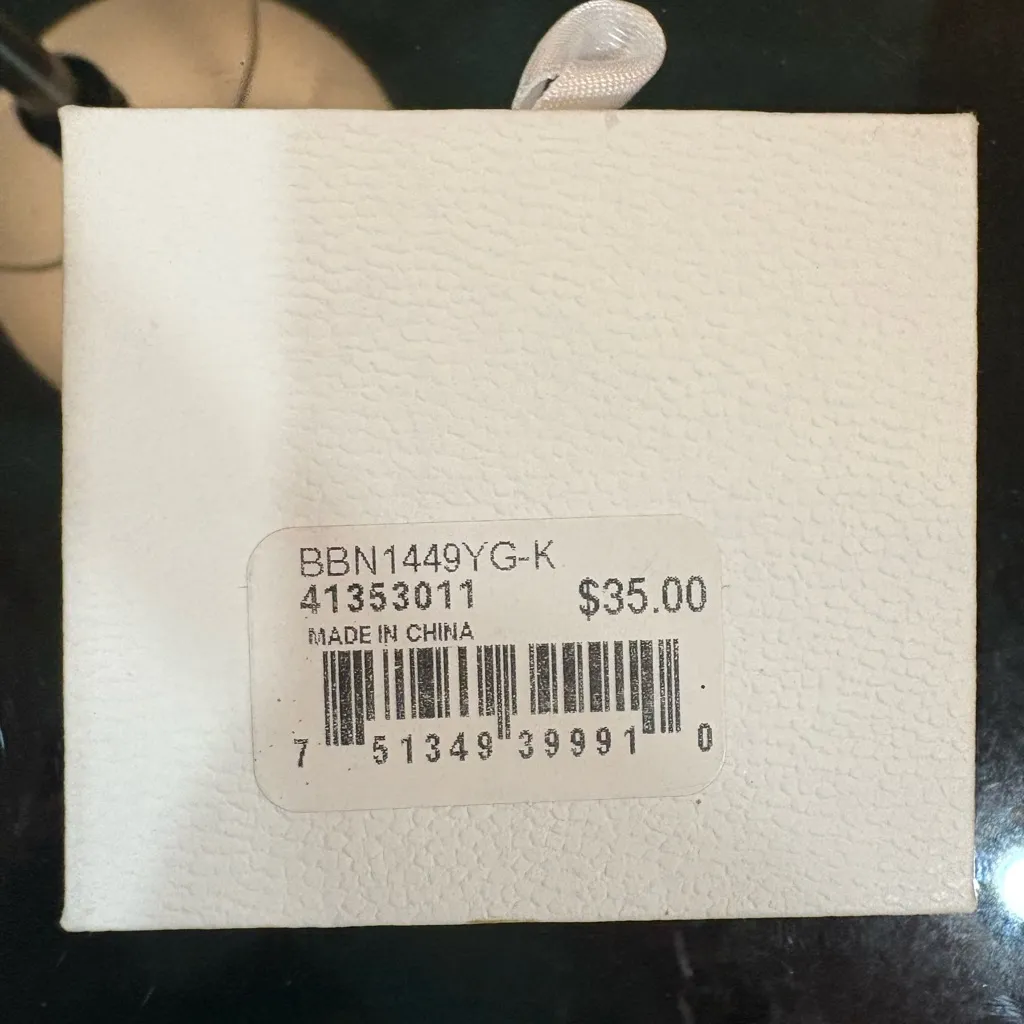 BBN1449YG-K
41353011 $35.00
MADE IN CHINA
7 51349 39991 0